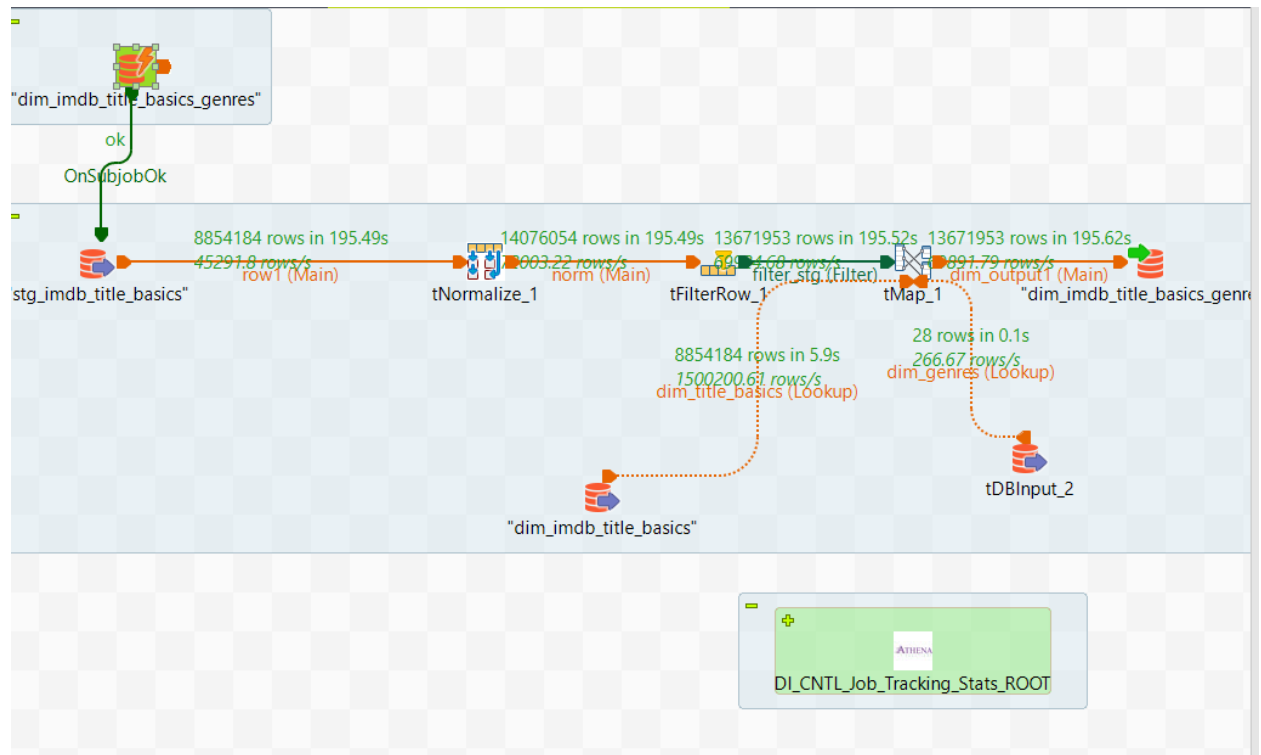 "dim_imdb_title_basics_genres"
ok
OnSubjobOk
8854184 rows in 195.49s
45291.8 rows/s
row1 (Main)
14076054 rows in 195.49s
norm (Main)
13671953 rows in 195.52s
filter_stg (Filter)
13671953 rows in 195.62s
dim_output1 (Main)
stg_imdb_title_basics"
tNormalize_1
tFilterRow_1
tMap_1
"dim_imdb_title_basics_genre
8854184 rows in 5.9s
1500200.61 rows/s
dim_title_basics (Lookup)
28 rows in 0.1s
266.67 rows/s
dim_genres (Lookup)
tDBInput_2
"dim_imdb_title_basics"
ATHENA
DI_CNTL_Job_Tracking_Stats_ROOT